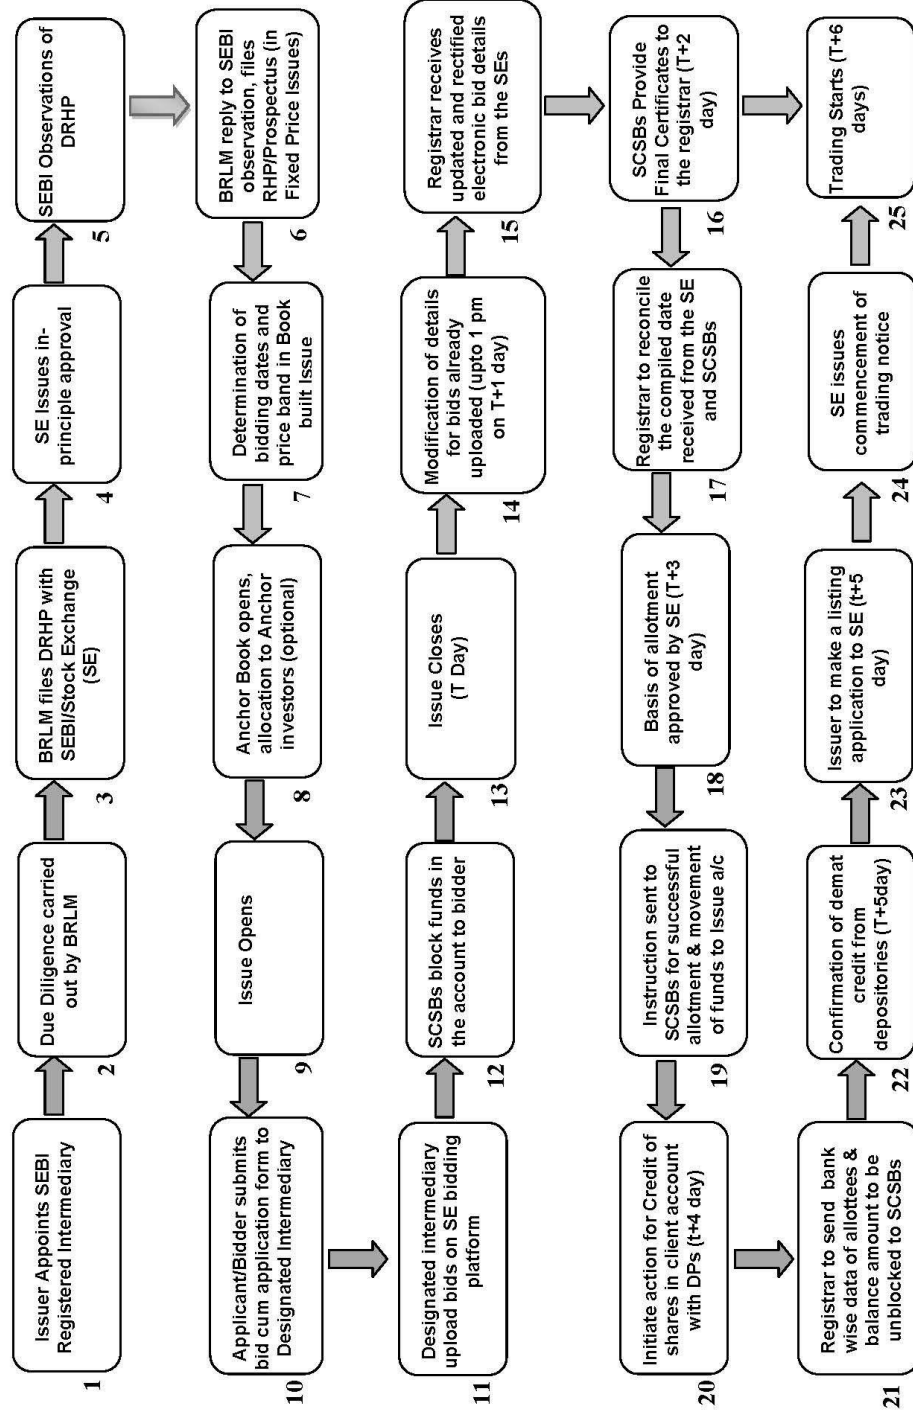 Issuer Appoints SEBI
Registered Intermediary
1
Due Diligence carried
out by BRLM
2
BRLM files DRHP with
SEBI/Stock Exchange
(SE)
3
SE Issues in-
principle approval
4
SEBI Observations of
DRHP
5
BRLM reply to SEBI
observation, files
RHP/Prospectus (in
Fixed Price Issues)
6
Determination of
bidding dates and
price band in Book
built Issue
7
Anchor Book opens,
allocation to Anchor
investors (optional)
8
Issue Opens
9
Applicant/Bidder submits
bid cum application form to
Designated Intermediary
10
Designated intermediary
upload bids on SE bidding
platform
11
SCSBs block funds in
the account to bidder
12
Issue Closes
(T Day)
13
Modification of details
for bids already
uploaded (upto 1 pm
on T+1 day)
14
Registrar receives
updated and rectified
electronic bid details
from the SEs
15
SCSBs Provide
Final Certificates to
the registrar (T+2
day)
16
Registrar to reconcile
the compiled date
received from the SE
and SCSBs
17
Basis of allotment
approved by SE (T+3
day)
18
Instruction sent to
SCSBs for successful
allotment & movement
of funds to Issue a/c
19
Initiate action for Credit of
shares in client account
with DPs (t+4 day)
20
Registrar to send bank
wise data of allottees &
balance amount to be
unblocked to SCSBs
21
Confirmation of demat
credit from
depositories (T+5day)
22
Issuer to make a listing
application to SE (t+5
day)
23
SE issues
commencement of
trading notice
24
Trading Starts (T+6
days)
25